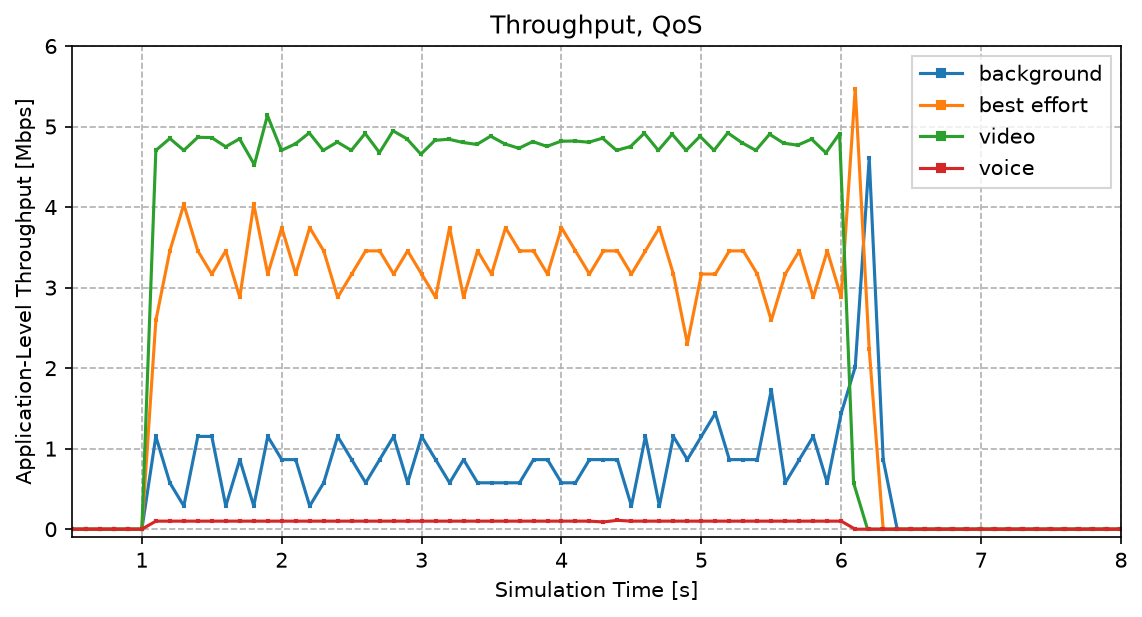 Throughput, QoS
Application-Level Throughput [Mbps]
6
5
4
3
2
1
0
background
best effort
video
voice
1 2 3 4 5 6 7 8
Simulation Time [s]